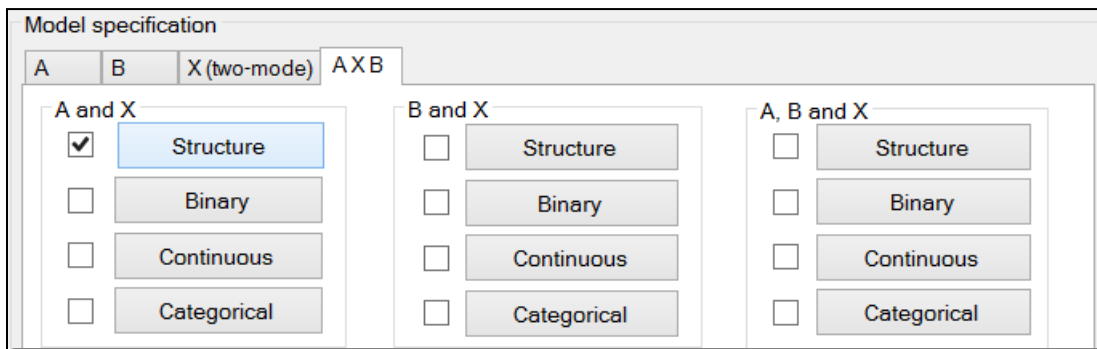 Model specification
A B X (two-mode) A X B
A and X B and X A, B and X
Structure Structure Structure
Binary Binary Binary
Continuous Continuous Continuous
Categorical Categorical Categorical